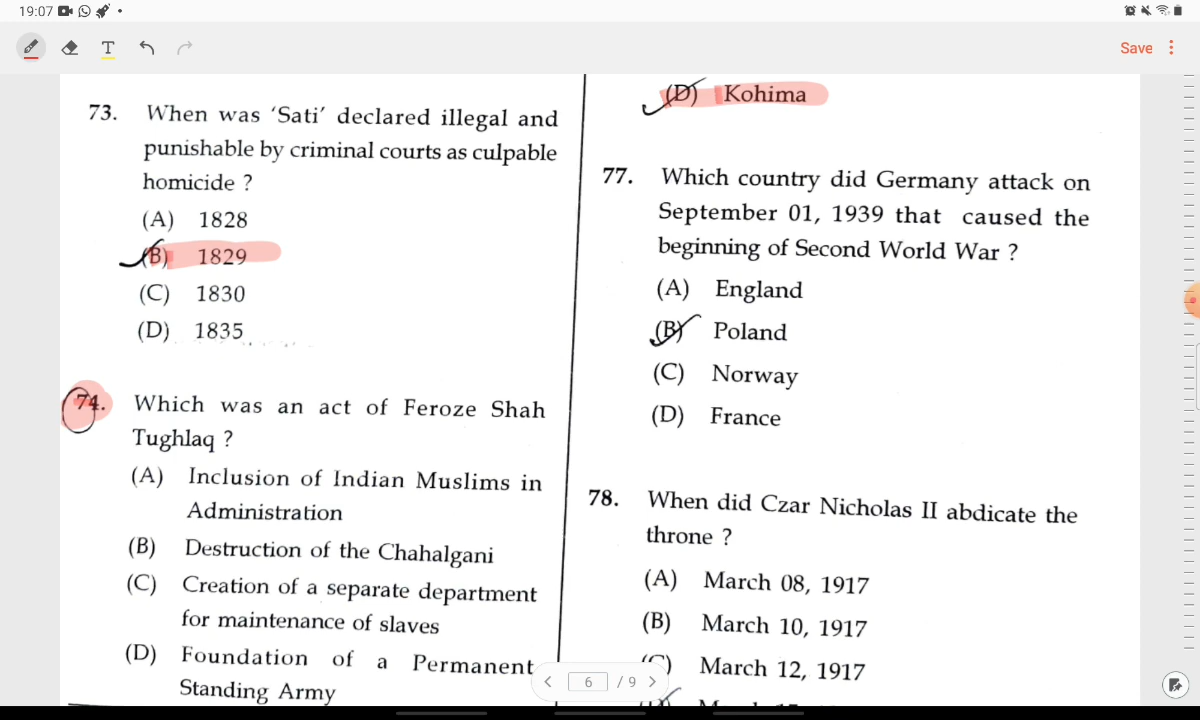 19:07
T
Save
73. When was ‘Sati’ declared illegal and
punishable by criminal courts as culpable
homicide ?
(A) 1828
(B) 1829
(C) 1830
(D) 1835
74. Which was an act of Feroze Shah
Tughlaq ?
(A) Inclusion of Indian Muslims in
Administration
(B) Destruction of the Chahalgani
(C) Creation of a separate department
for maintenance of slaves
(D) Foundation of a Permanent
Standing Army
(D) Kohima
77. Which country did Germany attack on
September 01, 1939 that caused the
beginning of Second World War ?
(A) England
(B) Poland
(C) Norway
(D) France
78. When did Czar Nicholas II abdicate the
throne ?
(A) March 08, 1917
(B) March 10, 1917
(C) March 12, 1917
< 6 / 9 >